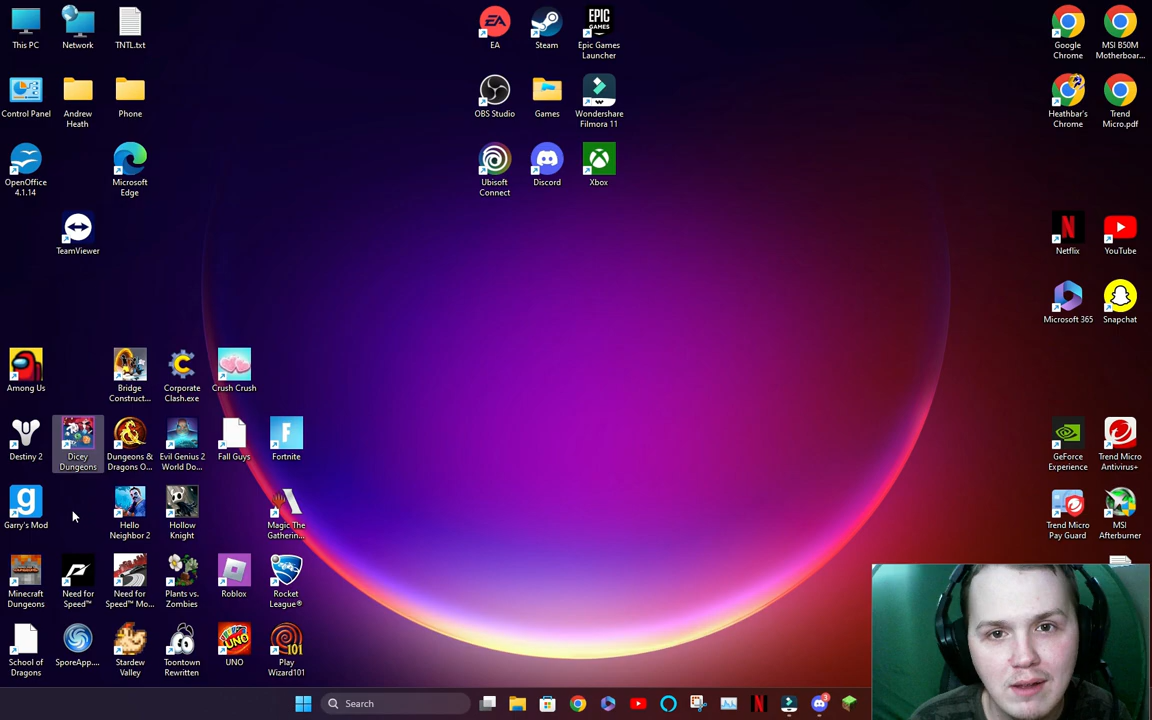 This PC
Network
TNTL.txt
EA
Steam
EPIC
GAMES
Epic Games
Launcher
Google
Chrome
MSI B50M
Motherboar...
Control Panel
Andrew
Heath
Phone
OBS Studio
Games
Wondershare
Filmora 11
Heathbar's
Chrome
Trend
Micro.pdf
OpenOffice
4.1.14
Microsoft
Edge
Ubisoft
Connect
Discord
Xbox
TeamViewer
N
Netflix
YouTube
Microsoft 365
Snapchat
Among Us
Bridge
Construct...
Corporate
Clash.exe
Crush Crush
Destiny 2
Dicey
Dungeons
Dungeons &
Dragons O...
Evil Genius 2
World Do...
Fall Guys
F
Fortnite
GeForce
Experience
Trend Micro
Antivirus+
g
Garry's Mod
Hello
Neighbor 2
Hollow
Knight
Magic The
Gatherin...
Trend Micro
Pay Guard
MSI
Afterburner
Minecraft
Dungeons
Need for
Speed™
Need for
Speed™ Mo...
Plants vs.
Zombies
Roblox
Rocket
League®
School of
Dragons
SporeApp....
Stardew
Valley
Toontown
Rewritten
UNO
UNO
101
Play
Wizard101
Search
N
3